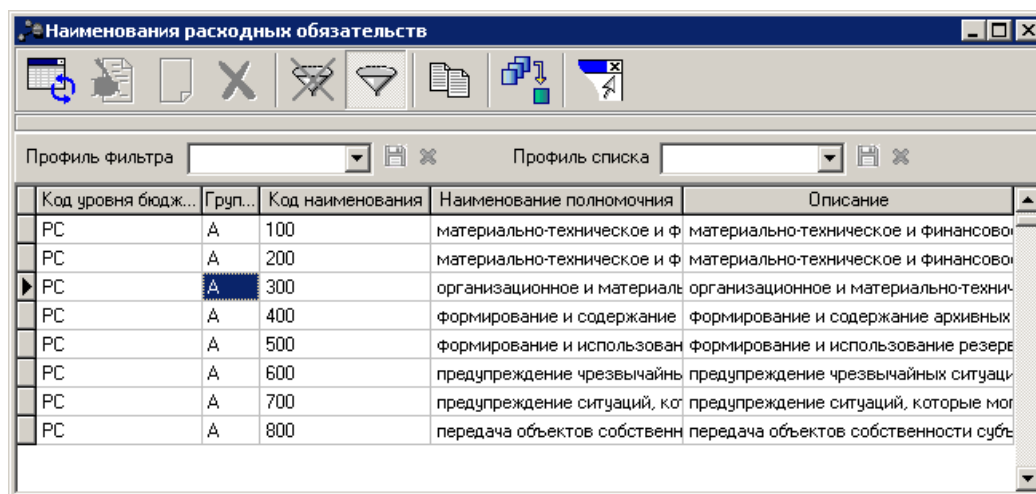 Наименования расходных обязательств
Профиль фильтра Профиль списка
Код уровня бюдж... Груп... Код наименования Наименование полномочния Описание
РС А 100 материально-техническое и ф материально-техническое и финансово
РС А 200 материально-техническое и ф материально-техническое и финансово
РС А 300 организационное и материаль организационное и материально-технич
РС А 400 формирование и содержание формирование и содержание архивных
РС А 500 формирование и использован формирование и использование резерв
РС А 600 предупреждение чрезвычайнь предупреждение чрезвычайных ситуаци
РС А 700 предупреждение ситуаций, кот предупреждение ситуаций, которые мог
РС А 800 передача объектов собственн передача объектов собственности субъ